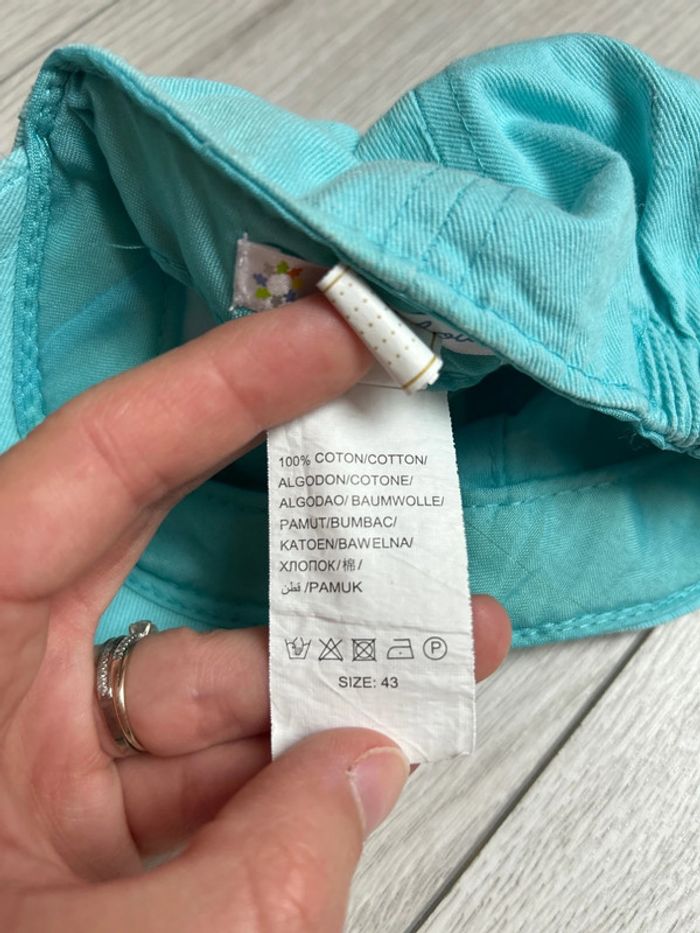 100% COTON/COTTON/
ALGODON/COTONE/
ALGODAO/ BAUMWOLLE/
PAMUT/BUMBAC/
KATOEN/BAWELNA/
ХЛОПОК/棉/
قطن /PAMUK
P
SIZE: 43